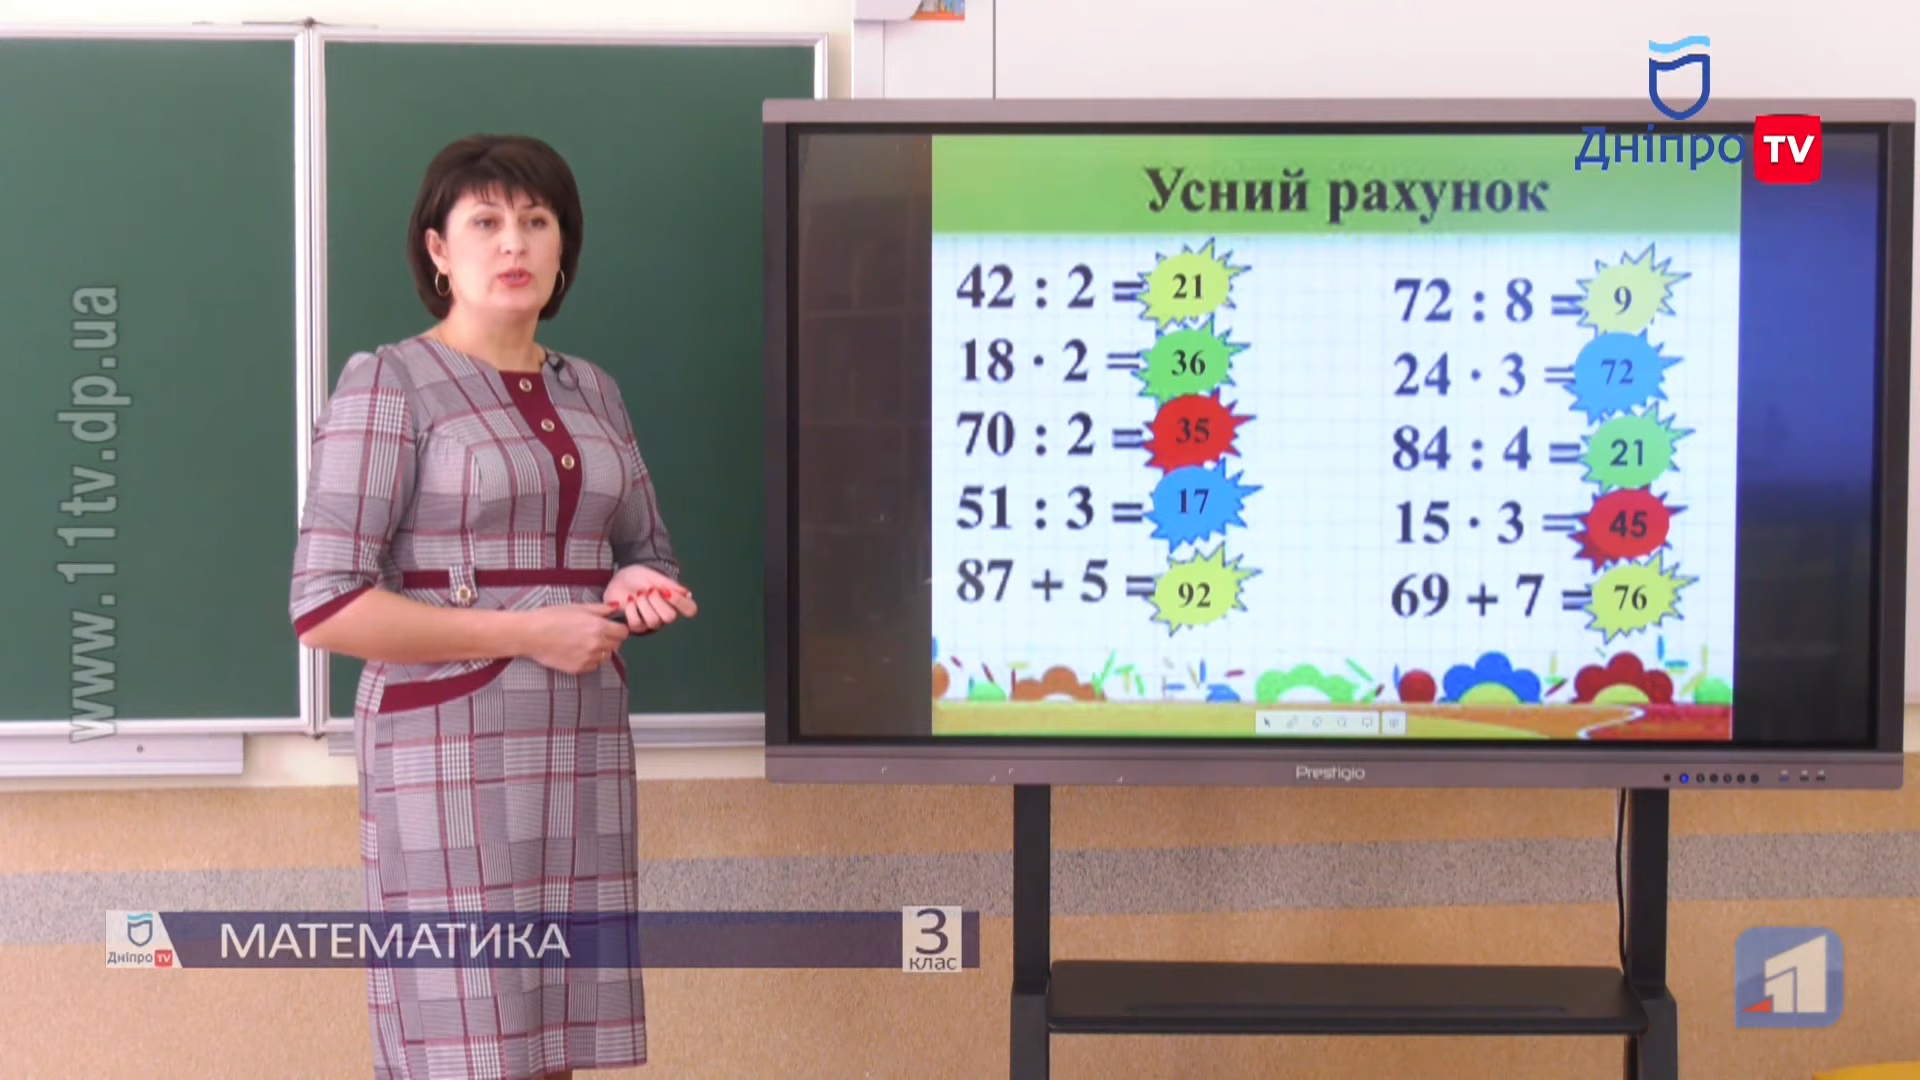 Дніпро TV
Усний рахунок
42 : 2 = 21
18 · 2 = 36
70 : 2 = 35
51 : 3 = 17
87 + 5 = 92
72 : 8 = 9
24 · 3 = 72
84 : 4 = 21
15 · 3 = 45
69 + 7 = 76
Prestigio
www.11tv.dp.ua
Дніпро TV
МАТЕМАТИКА
3
клас
11